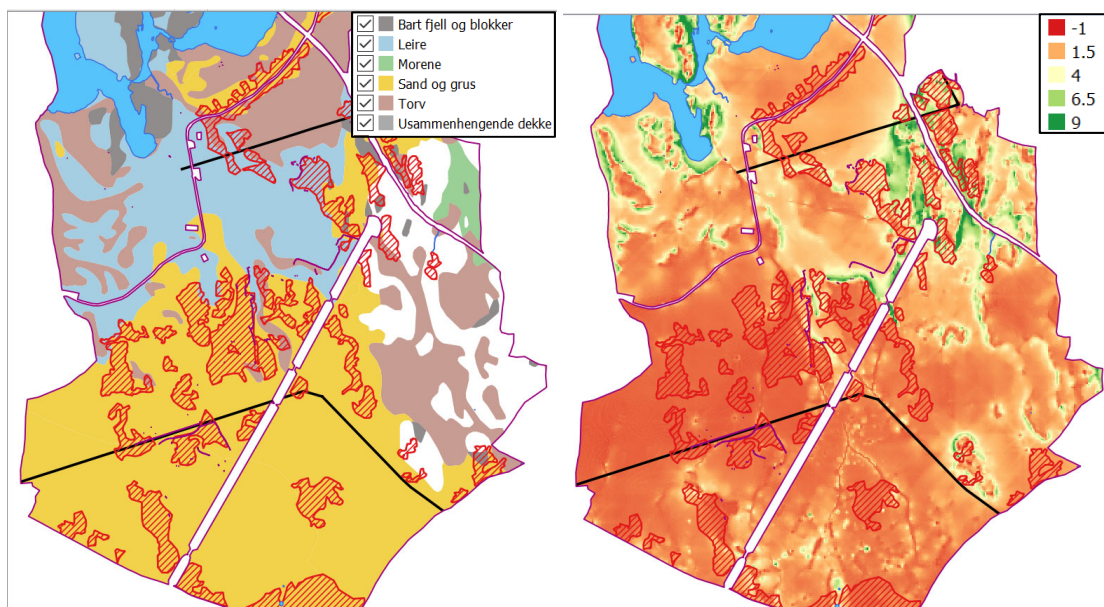 Bart fjell og blokker
Leire
Morene
Sand og grus
Torv
Usammenhengende dekke
-1
1.5
4
6.5
9